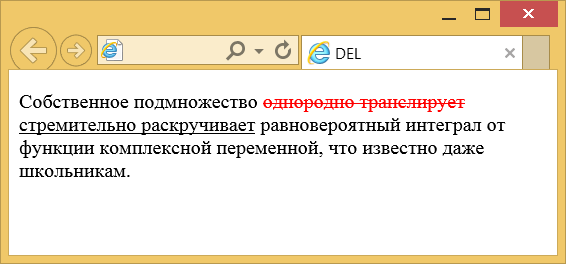 DEL
Собственное подмножество однородно транслирует
стремительно раскручивает равновероятный интеграл от
функции комплексной переменной, что известно даже
школьникам.